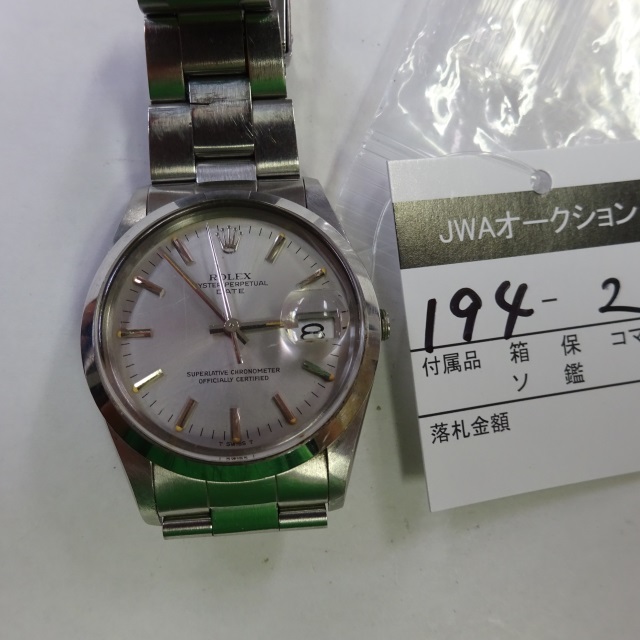 ROLEX
OYSTER PERPETUAL
DATE
SUPERLATIVE CHRONOMETER
OFFICIALLY CERTIFIED
JWAオークション
194-2
付属品 箱 保 コマ
ソ 鑑
落札金額